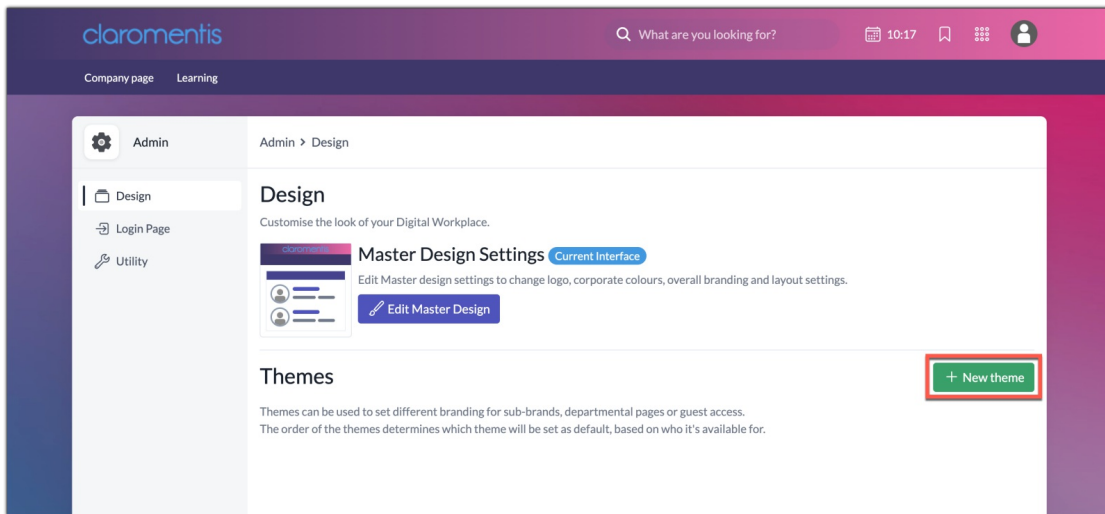 claromentis
What are you looking for?
10:17
Company page Learning
Admin
Admin > Design
Design
Login Page
Utility
Design
Customise the look of your Digital Workplace.
claromentis
Master Design Settings Current Interface
Edit Master design settings to change logo, corporate colours, overall branding and layout settings.
Edit Master Design
Themes
+ New theme
Themes can be used to set different branding for sub-brands, departmental pages or guest access.
The order of the themes determines which theme will be set as default, based on who it's available for.